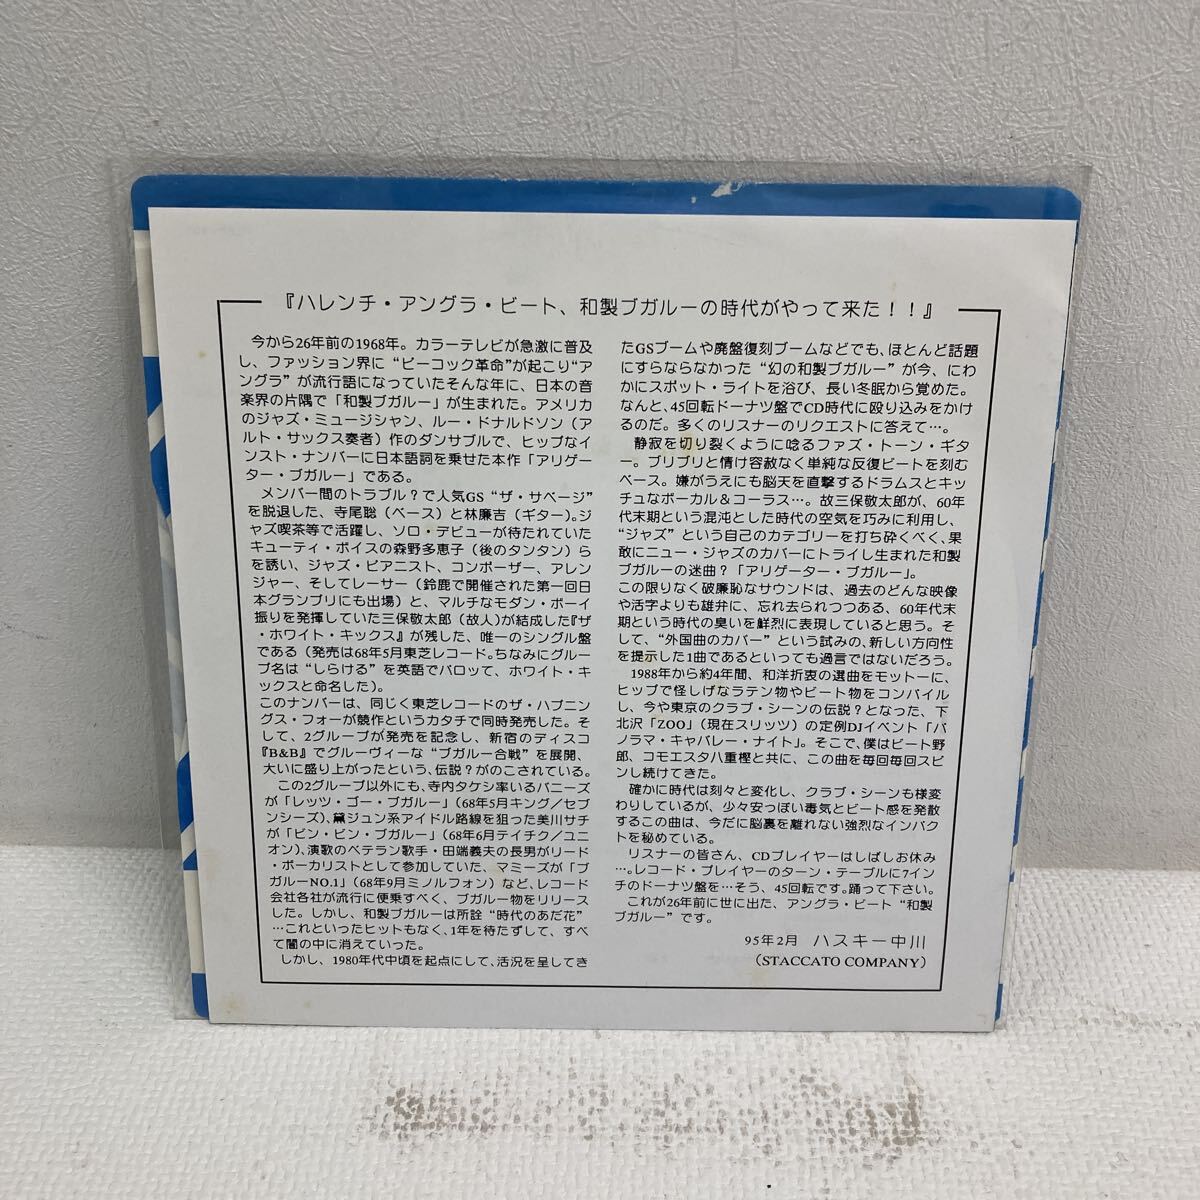 『ハレンチ・アングラ・ビート、和製ブガルーの時代がやって来た！！』
今から26年前の1968年。カラーテレビが急激に普及
し、ファッション界に“ピーコック革命”が起こり“ア
ングラ”が流行語になっていたそんな年に、日本の音
楽界の片隅で「和製ブガルー」が生まれた。アメリカ
のジャズ・ミュージシャン、ルー・ドナルドソン（ア
ルト・サックス奏者）作のダンサブルで、ヒップなイ
ンスト・ナンバーに日本語詞を乗せた本作「アリゲー
ター・ブガルー」である。
メンバー間のトラブル？で人気GS“ザ・サベージ”
を脱退した、寺尾聡（ベース）と林廉吉（ギター）。ジ
ャズ喫茶等で活躍し、ソロ・デビューが待たれていた
キューティ・ボイスの森野多恵子（後のタンタン）ら
を誘い、ジャズ・ピアニスト、コンポーザー、アレン
ジャー、そしてレーサー（鈴鹿で開催された第一回日
本グランプリにも出場）と、マルチなモダン・ボーイ
振りを発揮していた三保敬太郎（故人）が結成した『ザ
・ホワイト・キックス』が残した、唯一のシングル盤
である（発売は68年5月東芝レコード。ちなみにグルー
プ名は“しらける”を英語でパロッて、ホワイト・キ
ックスと命名した）。
このナンバーは、同じく東芝レコードのザ・ハプニン
グス・フォーが競作というカタチで同時発売した。そ
して、2グループが発売を記念し、新宿のディスコ
『B&B』でグルーヴィーな“ブガルー合戦”を展開、
大いに盛り上がったという、伝説？がのこされている。
この2グループ以外にも、寺内タケシ率いるバニーズ
が「レッツ・ゴー・ブガルー」（68年5月キング／セブ
ンシーズ）、黛ジュン系アイドル路線を狙った美川サチ
が「ビン・ビン・ブガルー」（68年6月テイチク／ユニ
オン）、演歌のベテラン歌手・田端義夫の長男がリード
・ボーカリストとして参加していた、マミーズが「ブ
ガルーNO.1」（68年9月ミノルフォン）など、レコード
会社各社が流行に便乗すべく、ブガルー物をリリース
した。しかし、和製ブガルーは所詮“時代のあだ花”
…これといったヒットもなく、1年を待たずして、すべ
て闇の中に消えていった。
しかし、1980年代中頃を起点にして、活況を呈してき
たGSブームや廃盤復刻ブームなどでも、ほとんど話題
にすらならなかった“幻の和製ブガルー”が今、にわ
かにスポット・ライトを浴び、長い冬眠から覚めた。
なんと、45回転ドーナツ盤でCD時代に殴り込みをかけ
るのだ。多くのリスナーのリクエストに答えて…。
静寂を切り裂くように唸るファズ・トーン・ギタ
ー。ブリブリと情け容赦なく単純な反復ビートを刻む
ベース。嫌がうえにも脳天を直撃するドラムスとキッ
チュなボーカル＆コーラス…。故三保敬太郎が、60年
代末期という混沌とした時代の空気を巧みに利用し、
“ジャズ”という自己のカテゴリーを打ち砕くべく、果
敢にニュー・ジャズのカバーにトライし生まれた和製
ブガルーの迷曲？「アリゲーター・ブガルー」。
この限りなく破廉恥なサウンドは、過去のどんな映像
や活字よりも雄弁に、忘れ去られつつある、60年代末
期という時代の臭いを鮮烈に表現していると思う。そ
して、“外国曲のカバー”という試みの、新しい方向性
を提示した1曲であるといっても過言ではないだろう。
1988年から約4年間、和洋折衷の選曲をモットーに、
ヒップで怪しげなラテン物やビート物をコンパイル
し、今や東京のクラブ・シーンの伝説？となった、下
北沢「ZOO」（現在スリッツ）の定例DJイベント「パ
ノラマ・キャバレー・ナイト」。そこで、僕はビート野
郎、コモエスタ八重樫と共に、この曲を毎回毎回スピ
ンし続けてきた。
確かに時代は刻々と変化し、クラブ・シーンも様変
わりしているが、少々安っぽい毒気とビート感を発散
するこの曲は、今だに脳裏を離れない強烈なインパク
トを秘めている。
リスナーの皆さん、CDプレイヤーはしばしお休み
…。レコード・プレイヤーのターン・テーブルに7イン
チのドーナツ盤を…そう、45回転です。踊って下さい。
これが26年前に世に出た、アングラ・ビート“和製
ブガルー”です。
95年2月 ハスキー中川
（STACCATO COMPANY）